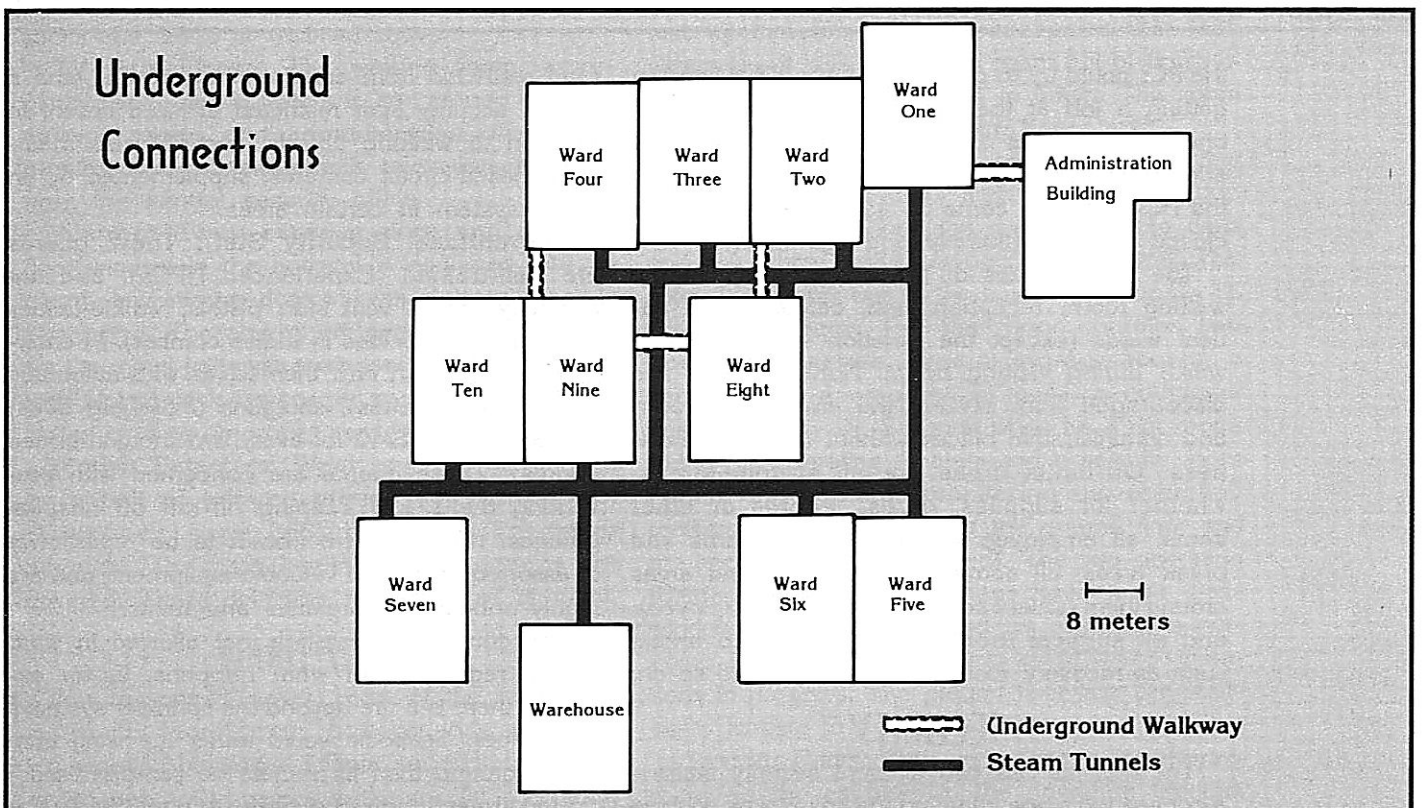 Underground
Connections
Ward
One
Ward
Four
Ward
Three
Ward
Two
Administration
Building
Ward
Ten
Ward
Nine
Ward
Eight
Ward
Seven
Ward
Six
Ward
Five
8 meters
Warehouse
Underground Walkway
Steam Tunnels